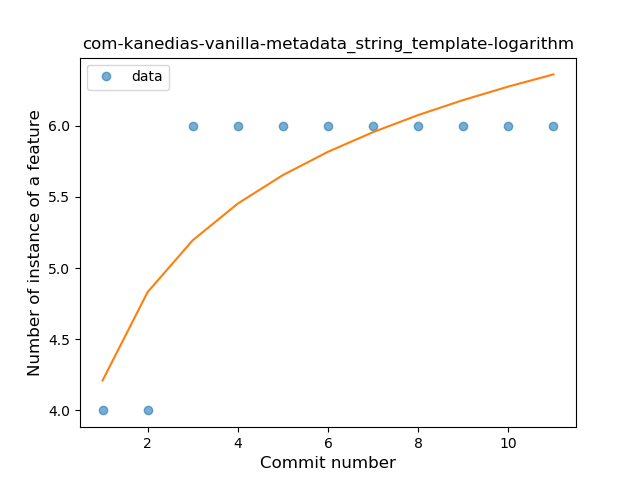 com-kanedias-vanilla-metadata_string_template-logarithm
data
Number of instance of a feature
6.0
5.5
5.0
4.5
4.0
2
4
6
8
10
Commit number